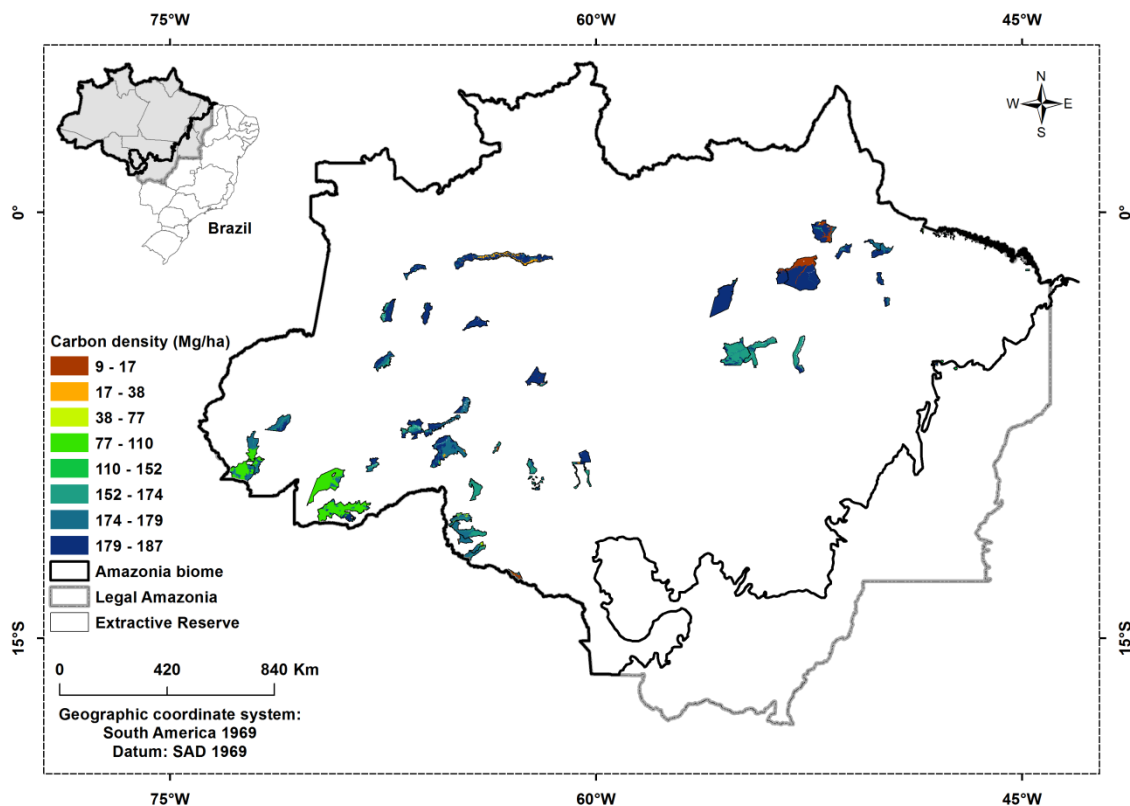 75°W 60°W 45°W
N
W E
S
Brazil
0° 0°
Carbon density (Mg/ha)
9 - 17
17 - 38
38 - 77
77 - 110
110 - 152
152 - 174
174 - 179
179 - 187
Amazonia biome
Legal Amazonia
Extractive Reserve
15°S 15°S
0 420 840 Km
Geographic coordinate system:
South America 1969
Datum: SAD 1969
75°W 60°W 45°W